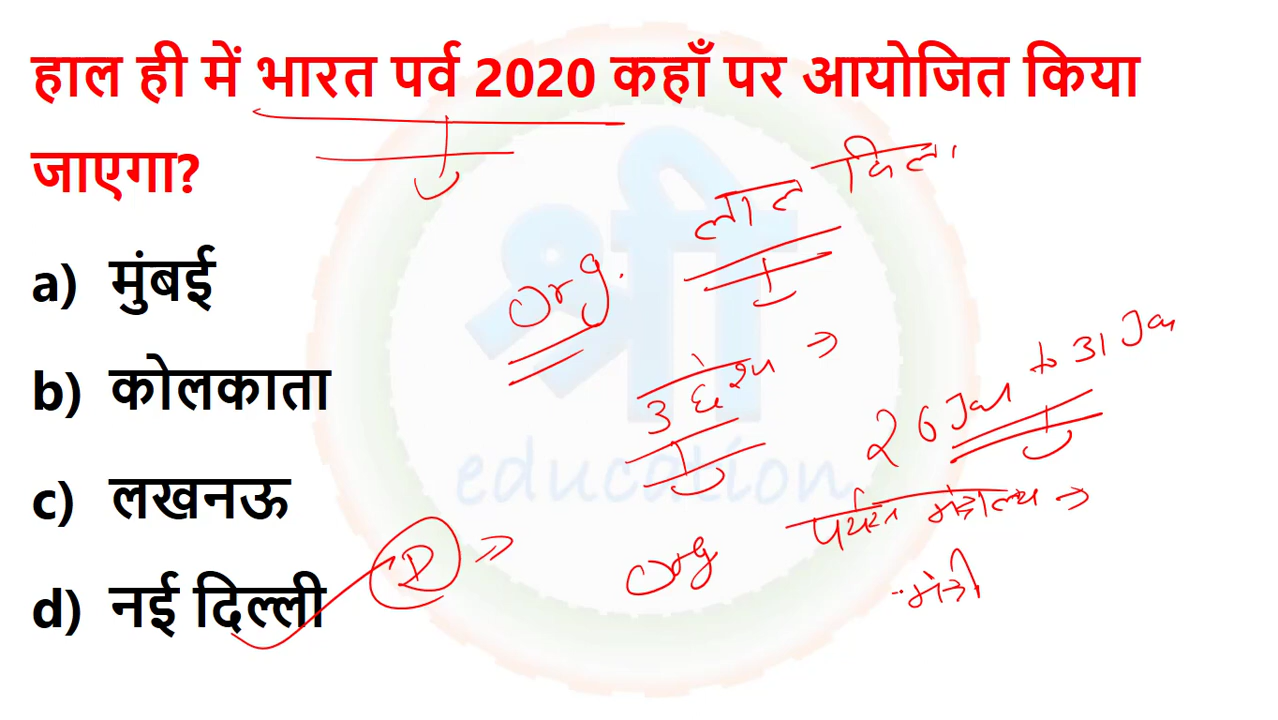 हाल ही में भारत पर्व 2020 कहाँ पर आयोजित किया
जाएगा?
a) मुंबई
b) कोलकाता
c) लखनऊ
d) नई दिल्ली
श्री
education
org.
लाल किला
उद्देश्य
26 Jan to 31 Jan
D
org
पर्यटन मंत्रालय
मंत्री